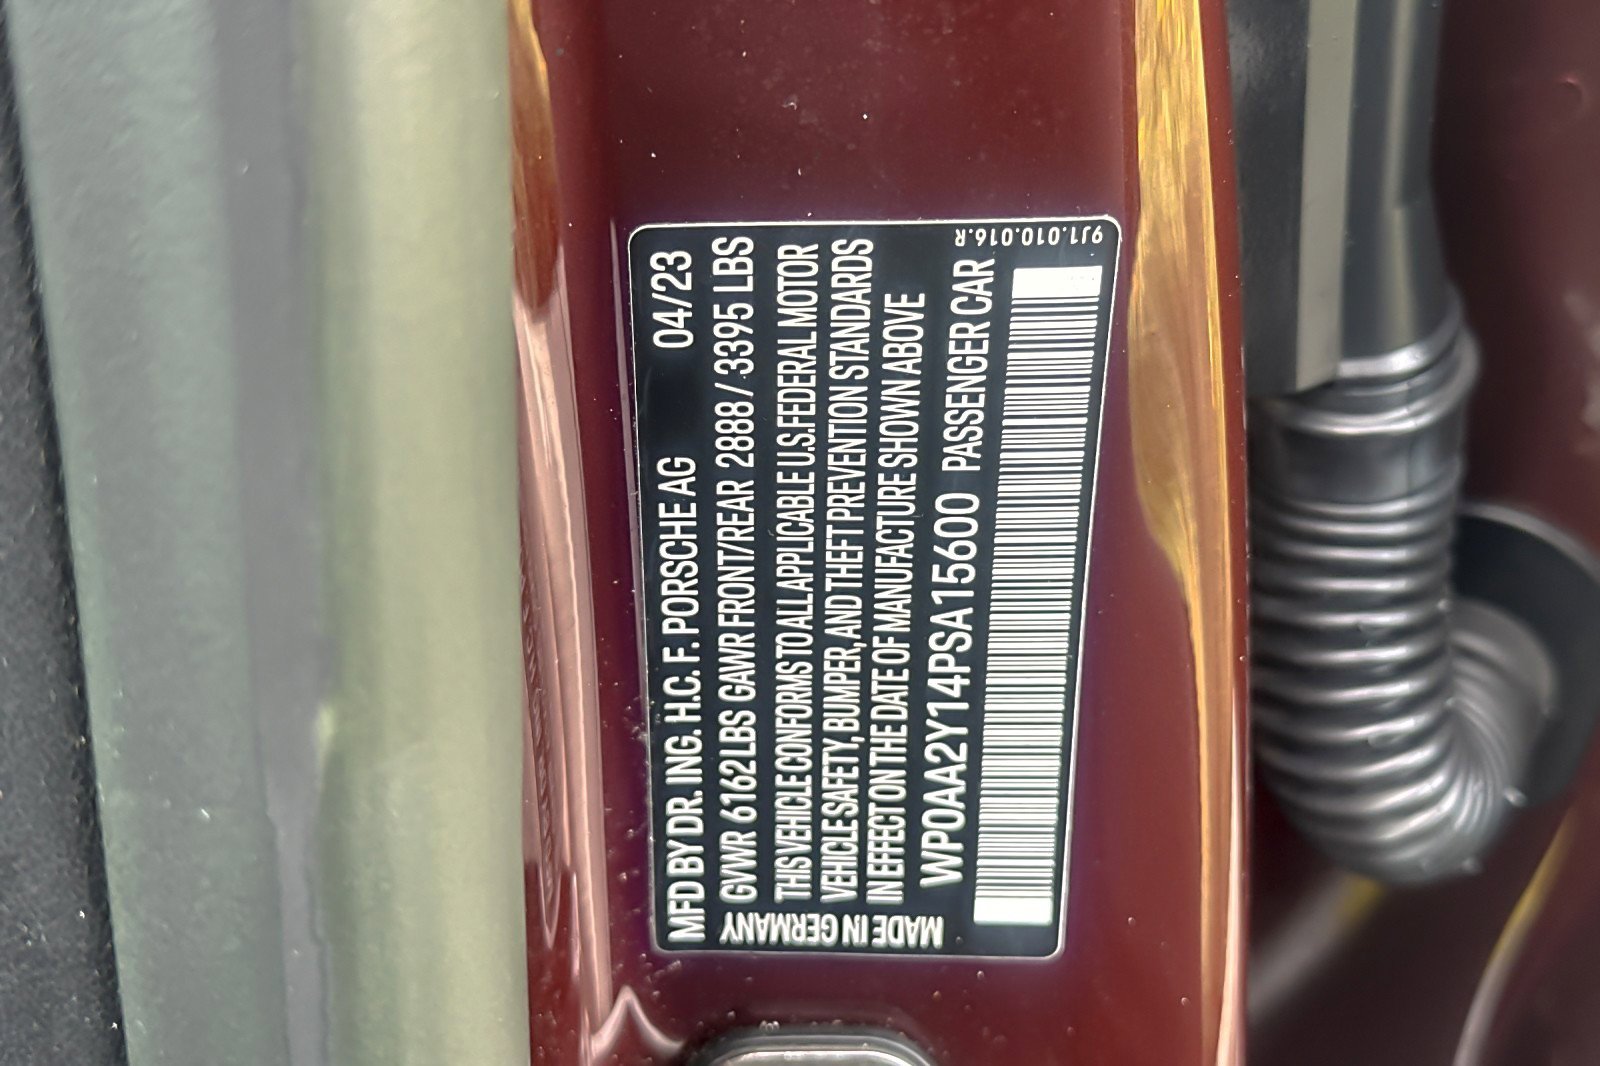 MFD BY DR. ING. H.C. F. PORSCHE AG 04/23
GVWR 6162 LBS GAWR FRONT/REAR 2888 / 3395 LBS
THIS VEHICLE CONFORMS TO ALL APPLICABLE U.S. FEDERAL MOTOR
VEHICLE SAFETY, BUMPER, AND THEFT PREVENTION STANDARDS
IN EFFECT ON THE DATE OF MANUFACTURE SHOWN ABOVE
WP0AA2Y14PSA15600 PASSENGER CAR
MADE IN GERMANY
9J1.010.016.R